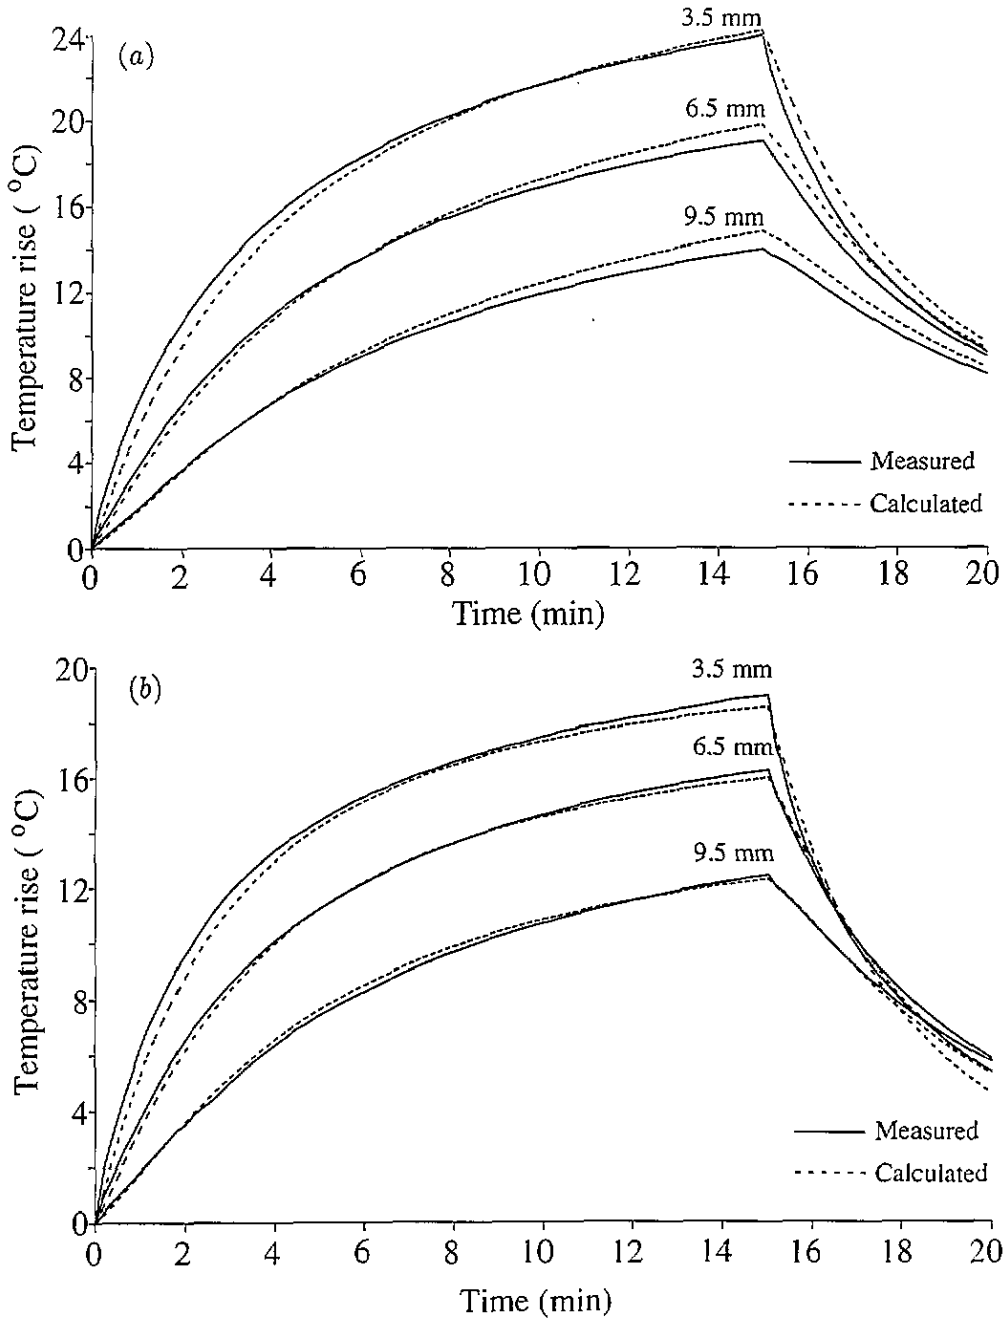 (a)
3.5 mm
6.5 mm
9.5 mm
24
20
16
12
8
4
0
Temperature rise ( °C)
Measured
Calculated
0 2 4 6 8 10 12 14 16 18 20
Time (min)
(b)
3.5 mm
6.5 mm
9.5 mm
20
16
12
8
4
0
Temperature rise ( °C)
Measured
Calculated
0 2 4 6 8 10 12 14 16 18 20
Time (min)